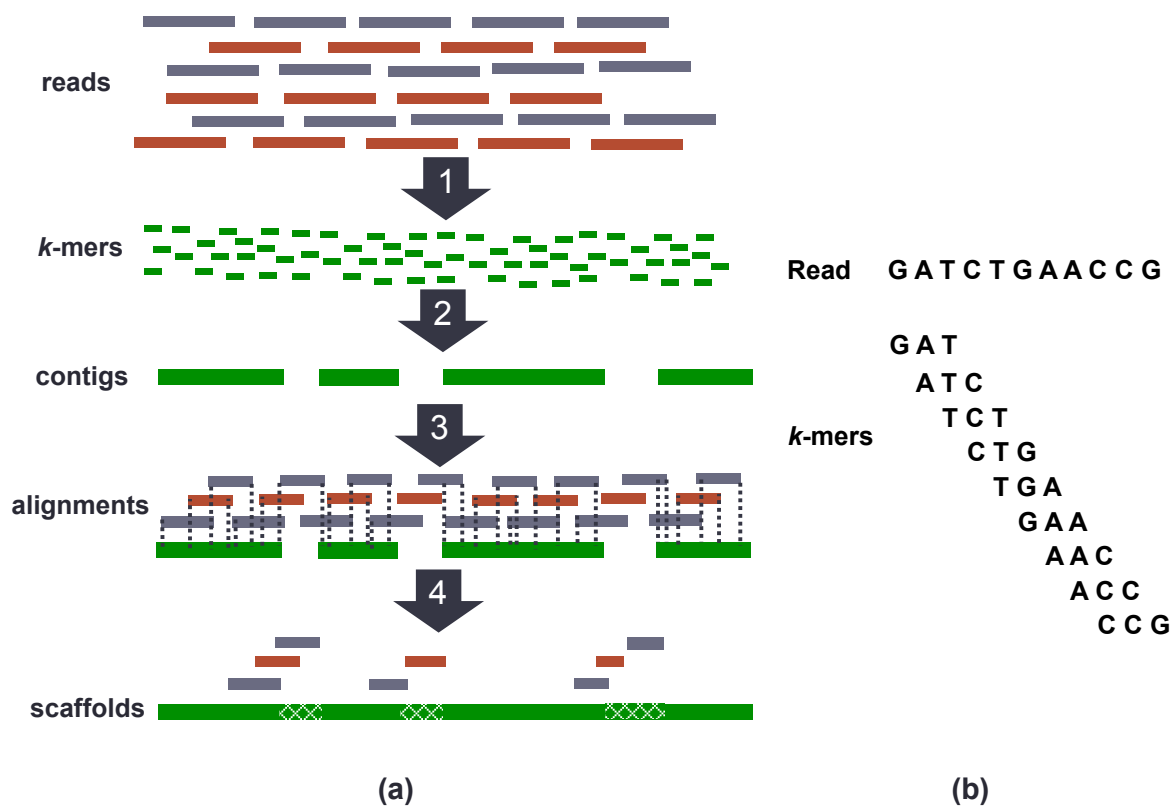 reads
1
k-mers
2
contigs
3
alignments
4
scaffolds
(a)
Read G A T C T G A A C C G
G A T
A T C
T C T
k-mers
C T G
T G A
G A A
A A C
A C C
C C G
(b)